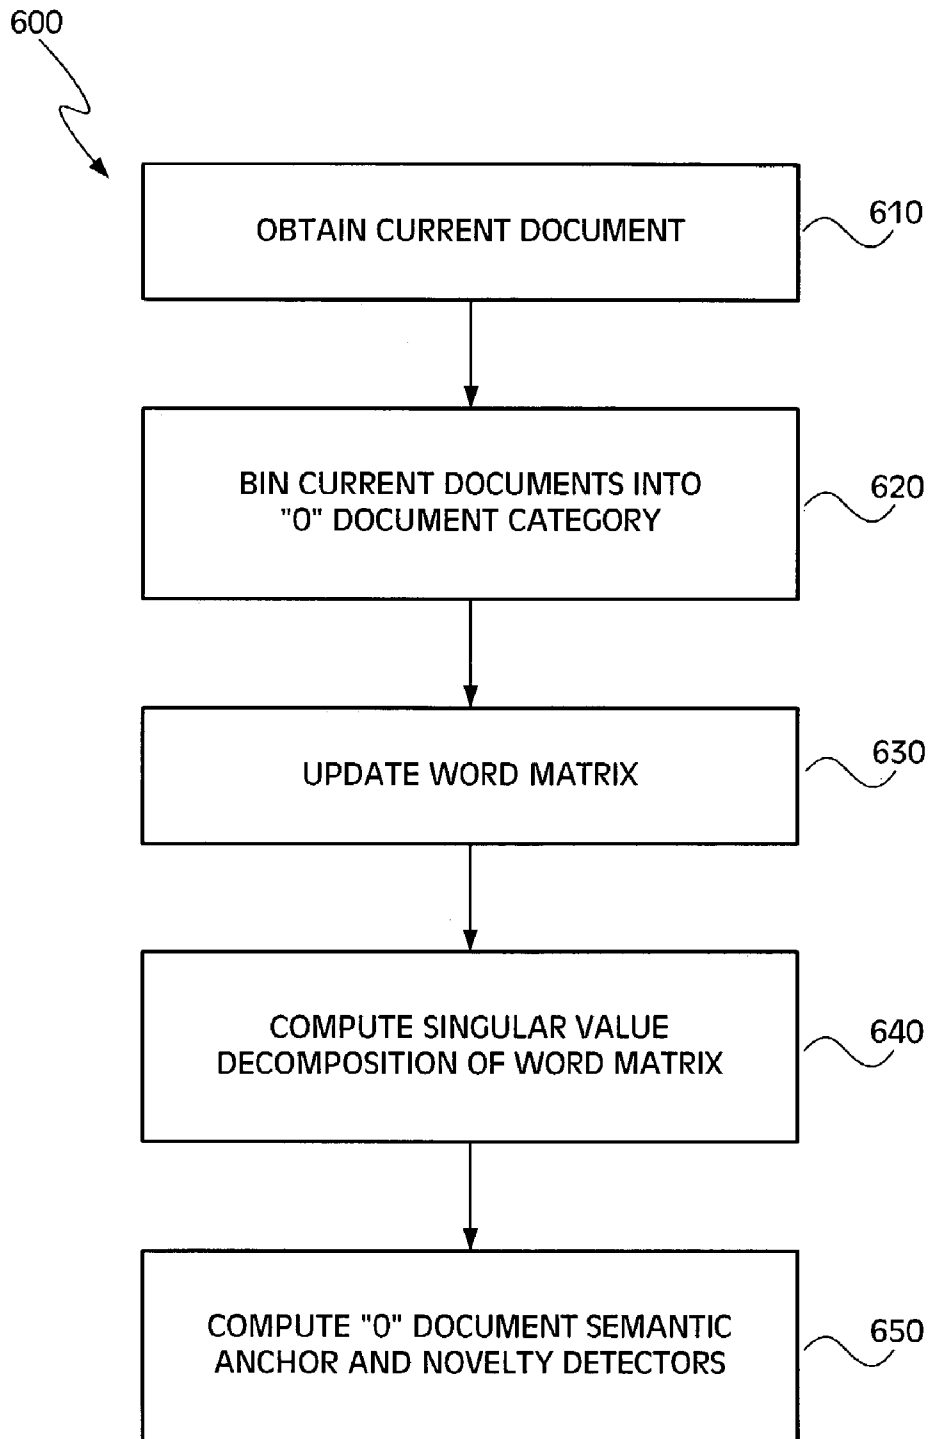 600
OBTAIN CURRENT DOCUMENT
610
BIN CURRENT DOCUMENTS INTO
"0" DOCUMENT CATEGORY
620
UPDATE WORD MATRIX
630
COMPUTE SINGULAR VALUE
DECOMPOSITION OF WORD MATRIX
640
COMPUTE "0" DOCUMENT SEMANTIC
ANCHOR AND NOVELTY DETECTORS
650